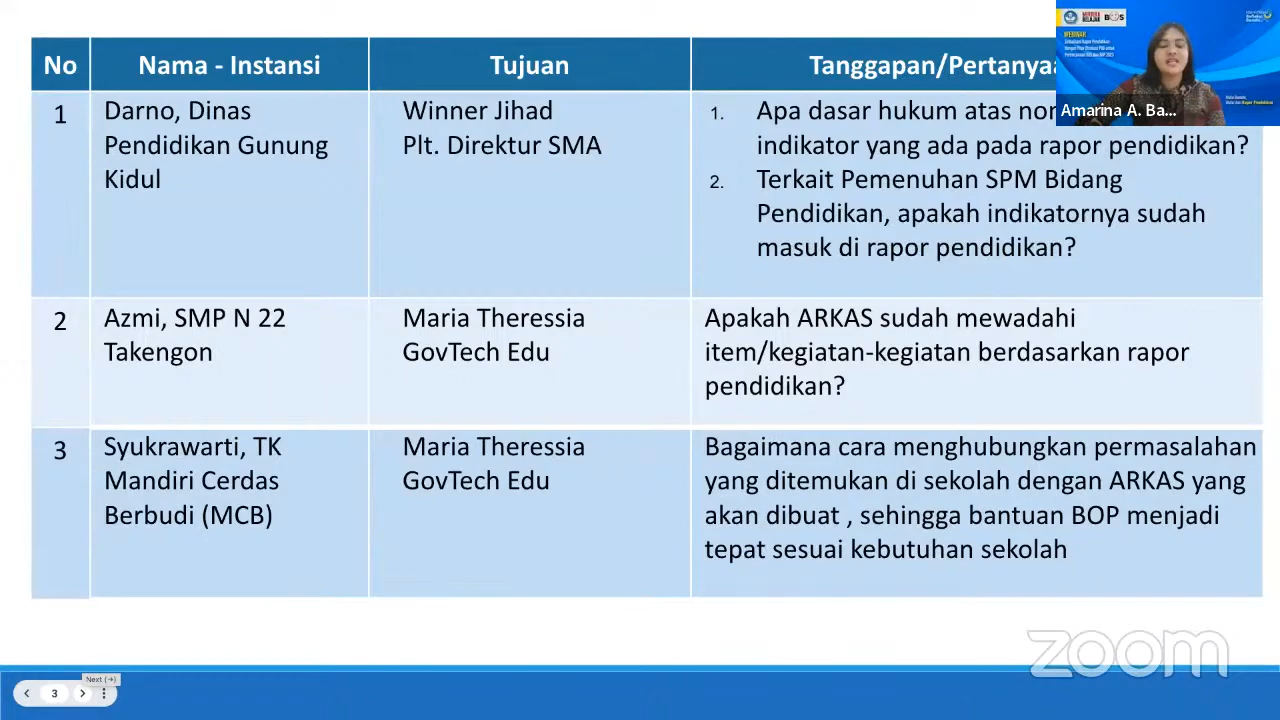 No
Nama - Instansi
Tujuan
Tanggapan/Pertanyaa
1
Darno, Dinas
Pendidikan Gunung
Kidul
Winner Jihad
Plt. Direktur SMA
1. Apa dasar hukum atas
indikator yang ada pada rapor pendidikan?
2. Terkait Pemenuhan SPM Bidang
Pendidikan, apakah indikatornya sudah
masuk di rapor pendidikan?
2
Azmi, SMP N 22
Takengon
Maria Theressia
GovTech Edu
Apakah ARKAS sudah mewadahi
item/kegiatan-kegiatan berdasarkan rapor
pendidikan?
3
Syukrawarti, TK
Mandiri Cerdas
Berbudi (MCB)
Maria Theressia
GovTech Edu
Bagaimana cara menghubungkan permasalahan
yang ditemukan di sekolah dengan ARKAS yang
akan dibuat , sehingga bantuan BOP menjadi
tepat sesuai kebutuhan sekolah
WEBINAR
Amarina A. Ba...
zoom
Next (→)
3